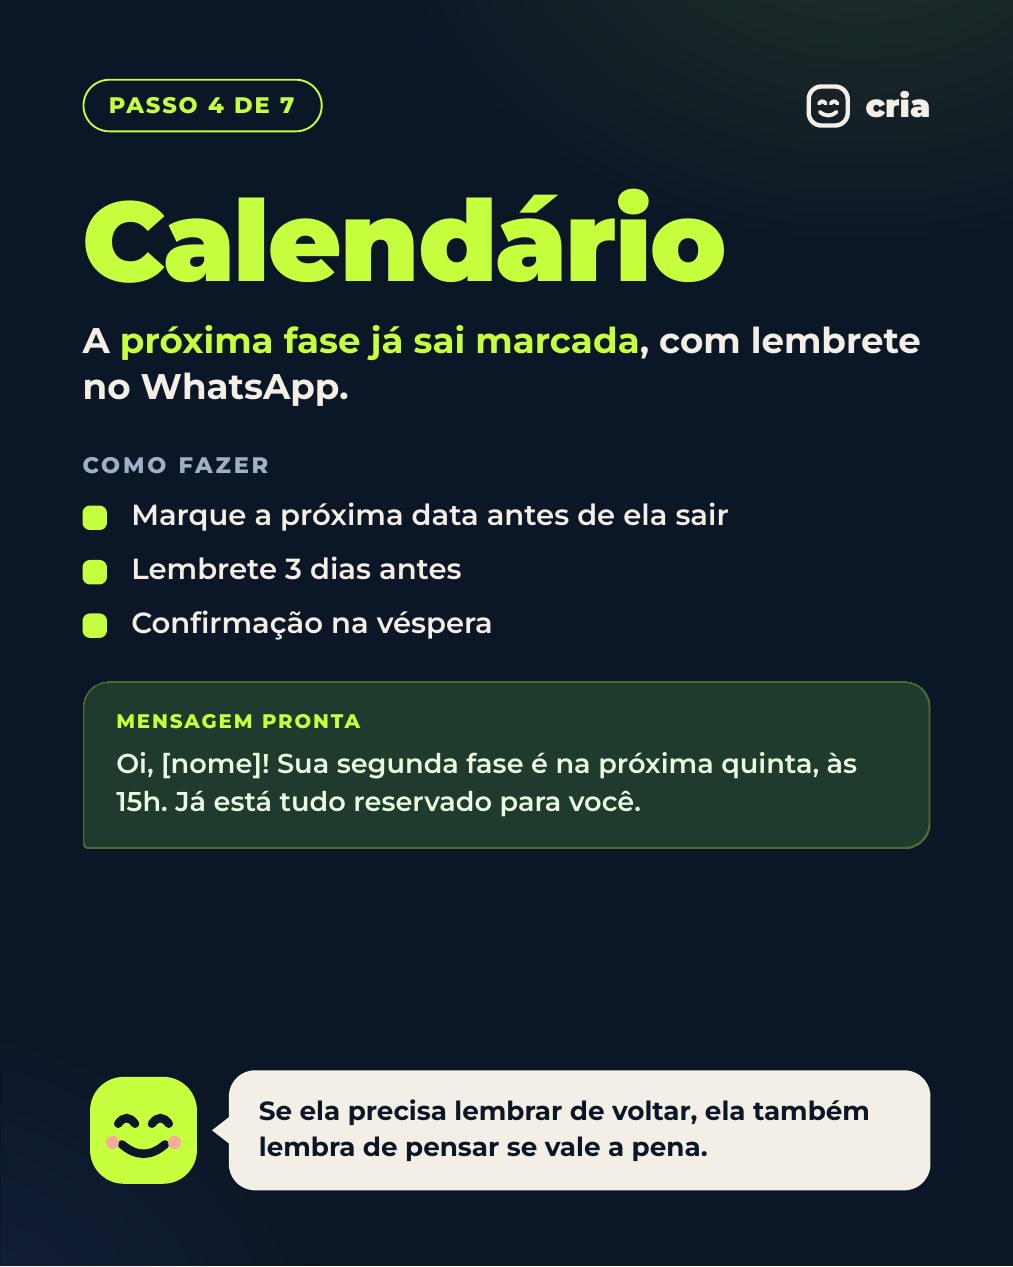 PASSO 4 DE 7
cria
Calendário
A próxima fase já sai marcada, com lembrete
no WhatsApp.
COMO FAZER
Marque a próxima data antes de ela sair
Lembrete 3 dias antes
Confirmação na véspera
MENSAGEM PRONTA
Oi, [nome]! Sua segunda fase é na próxima quinta, às
15h. Já está tudo reservado para você.
Se ela precisa lembrar de voltar, ela também
lembra de pensar se vale a pena.